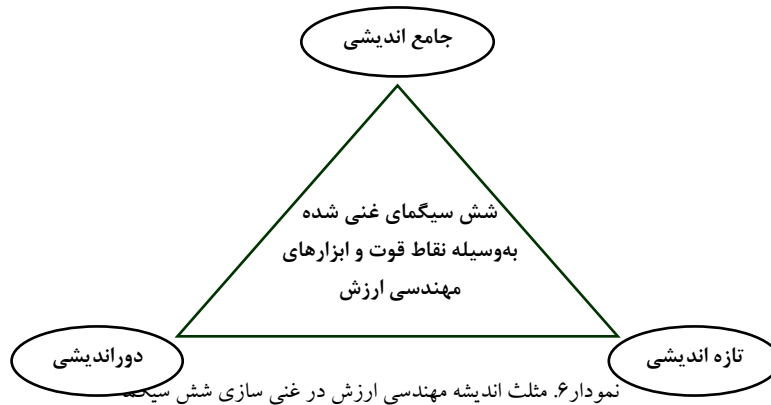 جامع اندیشی
شش سیگمای غنی شده
به‌وسیله نقاط قوت و ابزارهای
مهندسی ارزش
تازه اندیشی
دوراندیشی
نمودار۶. مثلث اندیشه مهندسی ارزش در غنی سازی شش